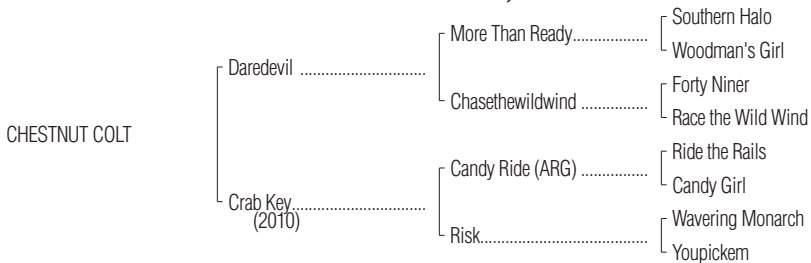 Southern Halo
More Than Ready.................
Woodman's Girl
Daredevil .............................
Forty Niner
Chasethewildwind ...............
Race the Wild Wind
CHESTNUT COLT
Ride the Rails
Candy Ride (ARG) ...............
Candy Girl
Crab Key...............................
(2010)
Wavering Monarch
Risk......................................
Youpickem